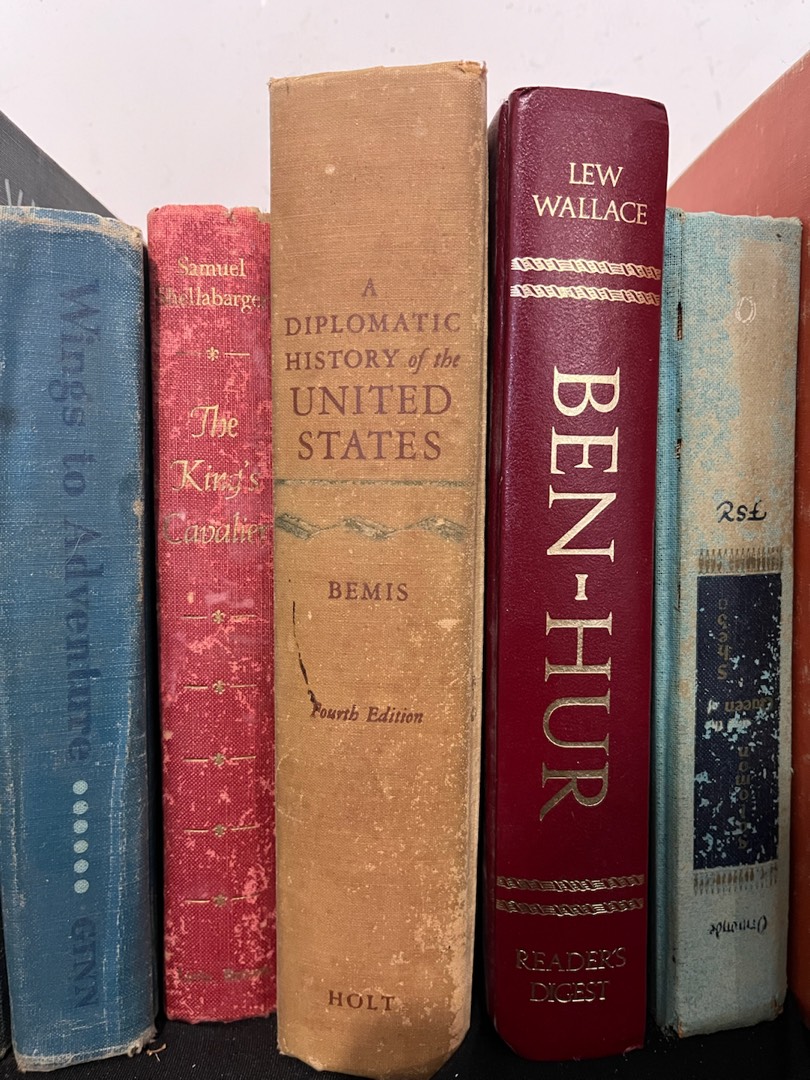 Wings to Adventure
GINN
Samuel
Shellabarger
The
King's
Cavalier
A
DIPLOMATIC
HISTORY of the
UNITED
STATES
BEMIS
Fourth Edition
HOLT
LEW
WALLACE
BEN-HUR
READER'S
DIGEST